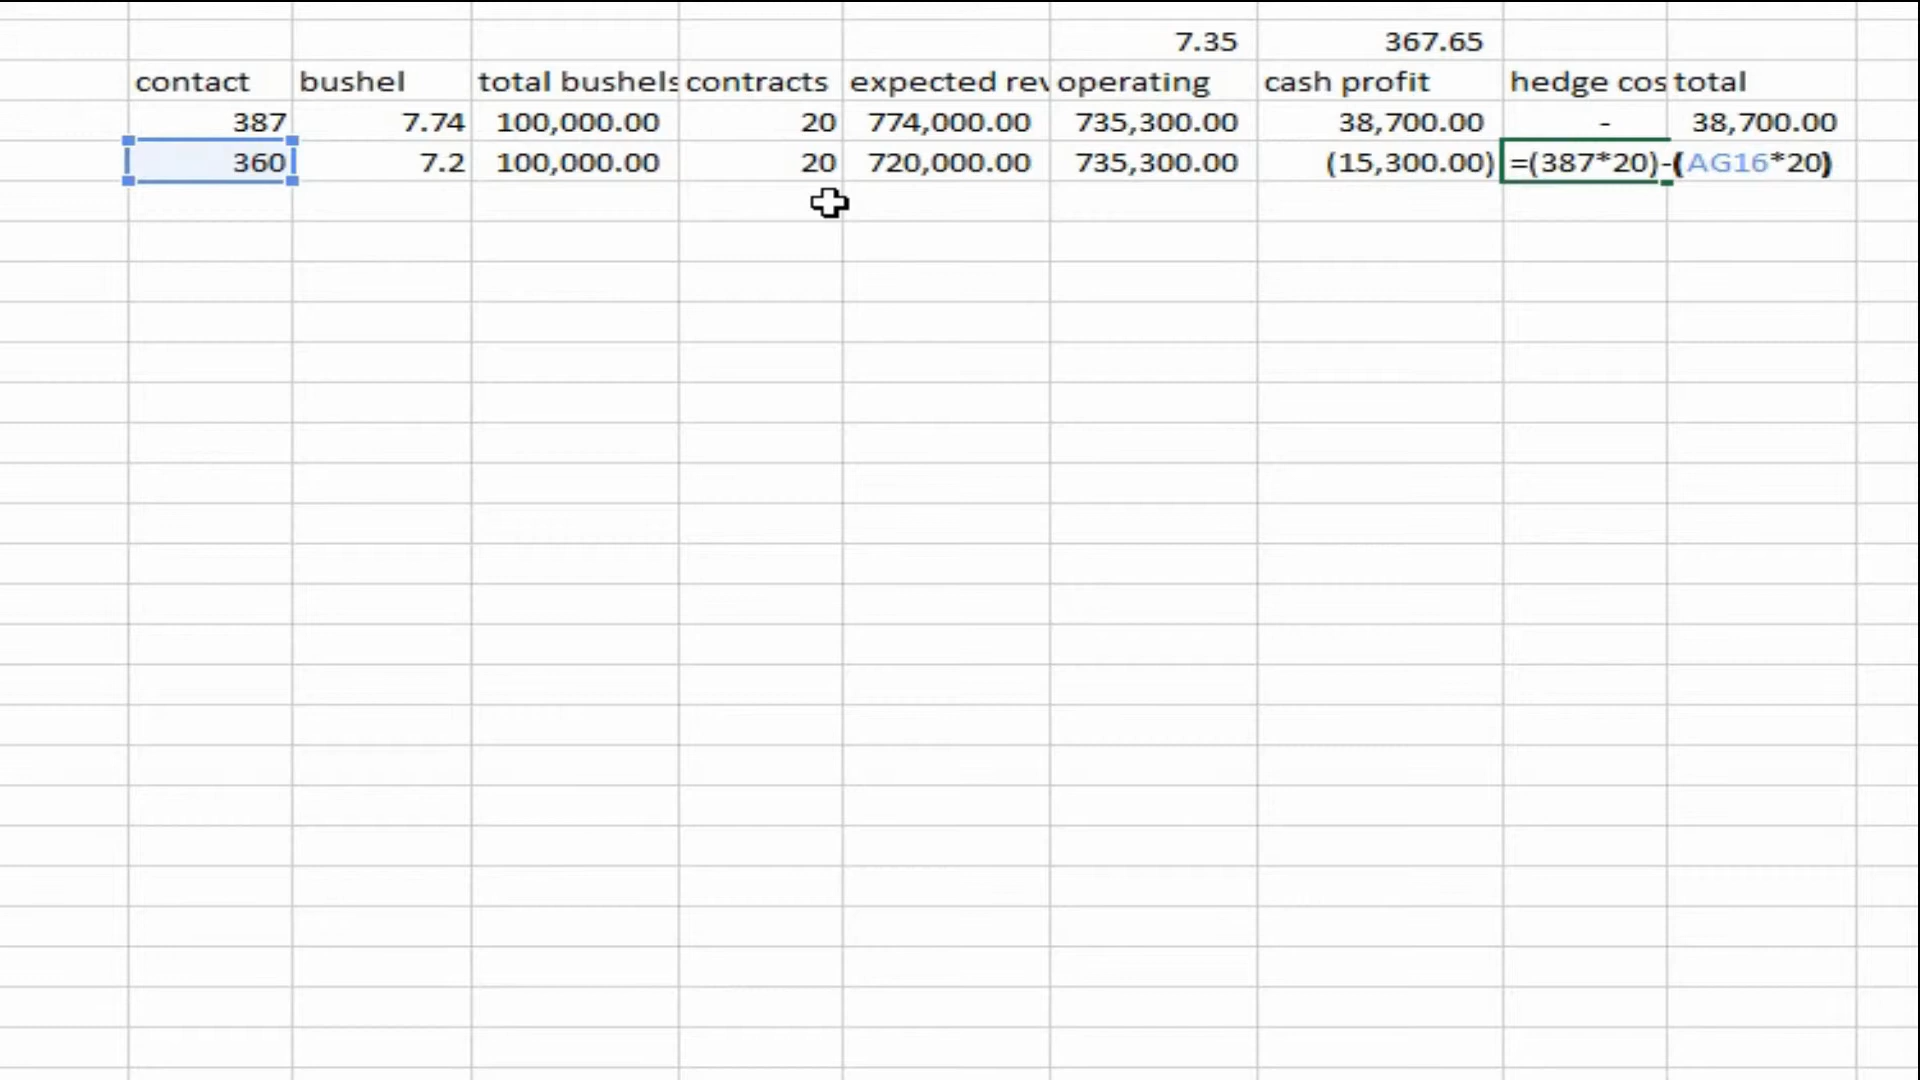 7.35 367.65
contact bushel total bushels contracts expected rev operating cash profit hedge cos total
387 7.74 100,000.00 20 774,000.00 735,300.00 38,700.00 - 38,700.00
360 7.2 100,000.00 20 720,000.00 735,300.00 (15,300.00) =(387*20)-(AG16*20)